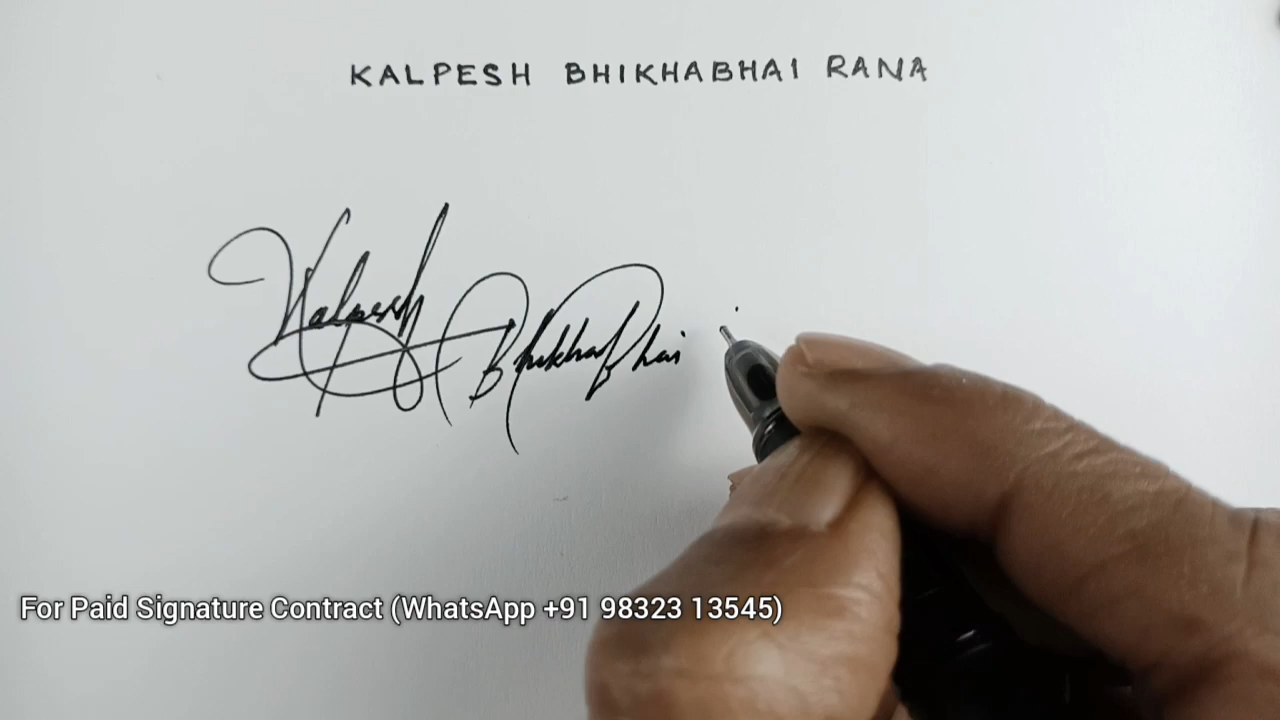 KALPESH BHIKHABHAI RANA
Kalpesh BhikhaBhai
For Paid Signature Contract (WhatsApp +91 98323 13545)